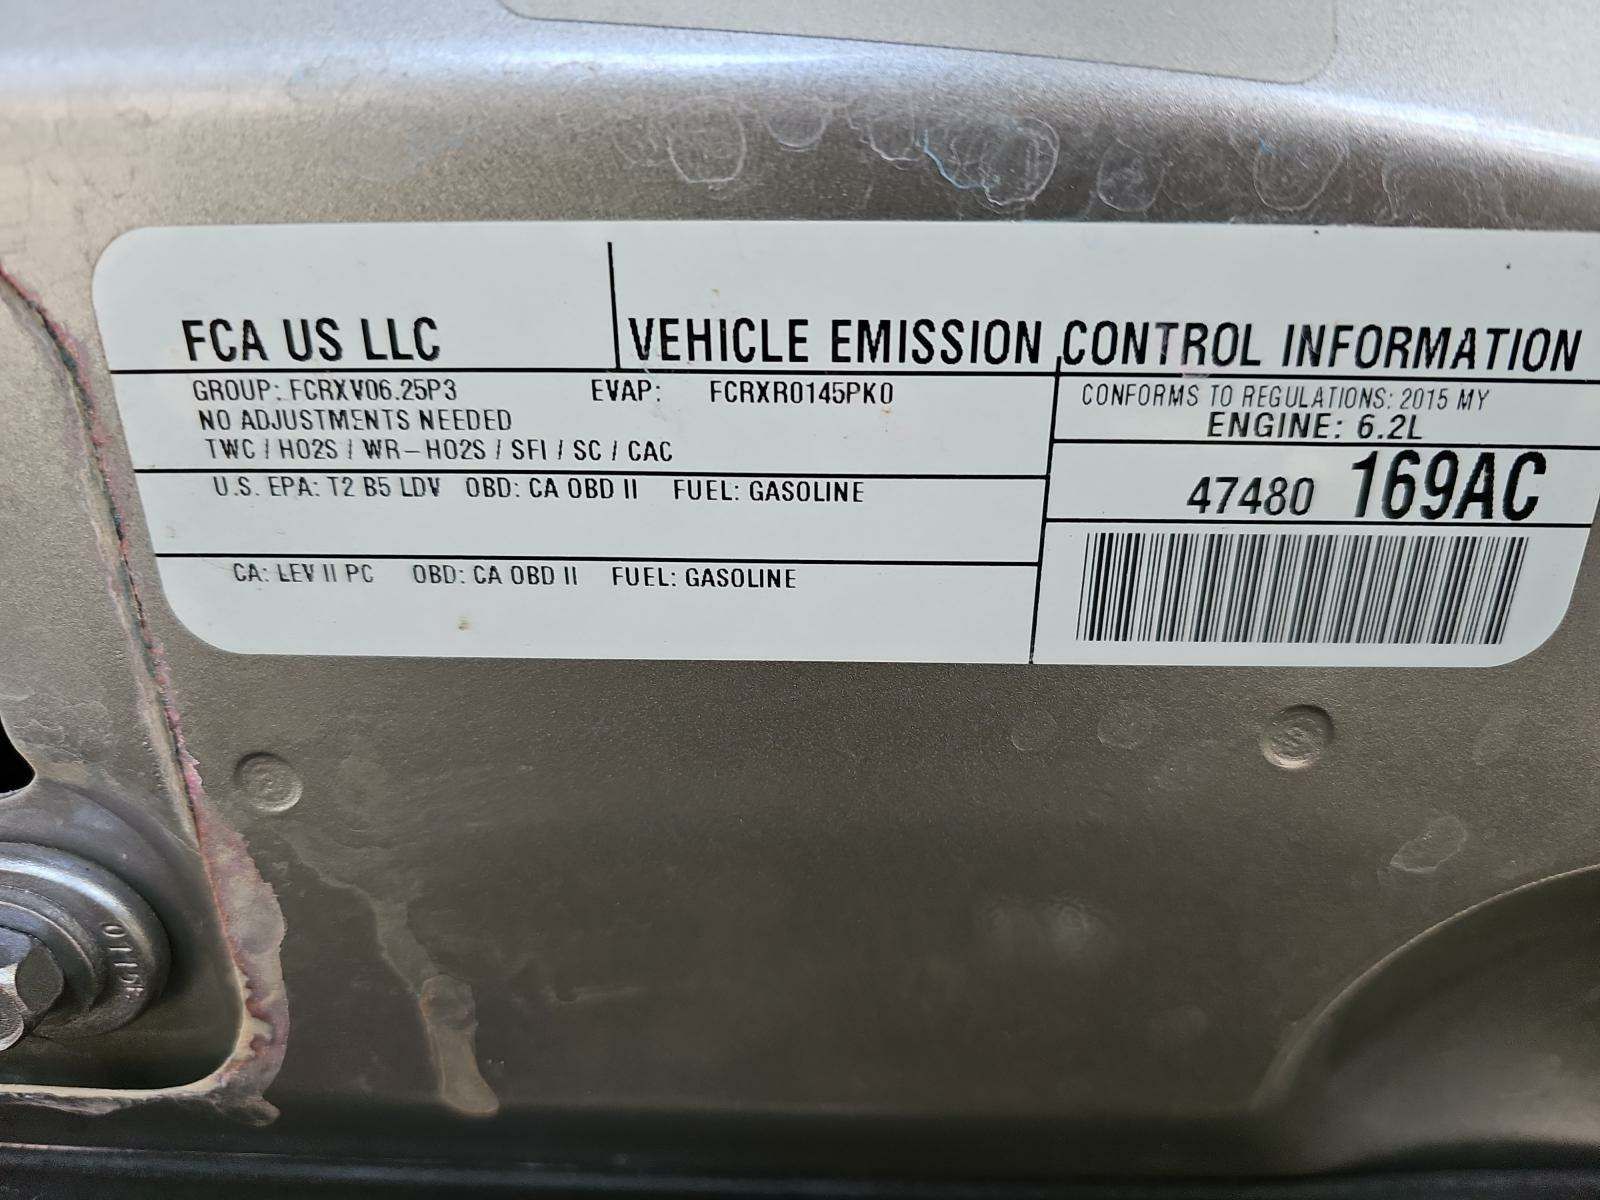 FCA US LLC
VEHICLE EMISSION CONTROL INFORMATION
GROUP: FCRXV06.25P3 EVAP: FCRXR0145PK0
NO ADJUSTMENTS NEEDED
TWC / HO2S / WR-HO2S / SFI / SC / CAC
CONFORMS TO REGULATIONS: 2015 MY
ENGINE: 6.2L
U.S. EPA: T2 B5 LDV OBD: CA OBD II FUEL: GASOLINE
47480 169AC
CA: LEV II PC OBD: CA OBD II FUEL: GASOLINE